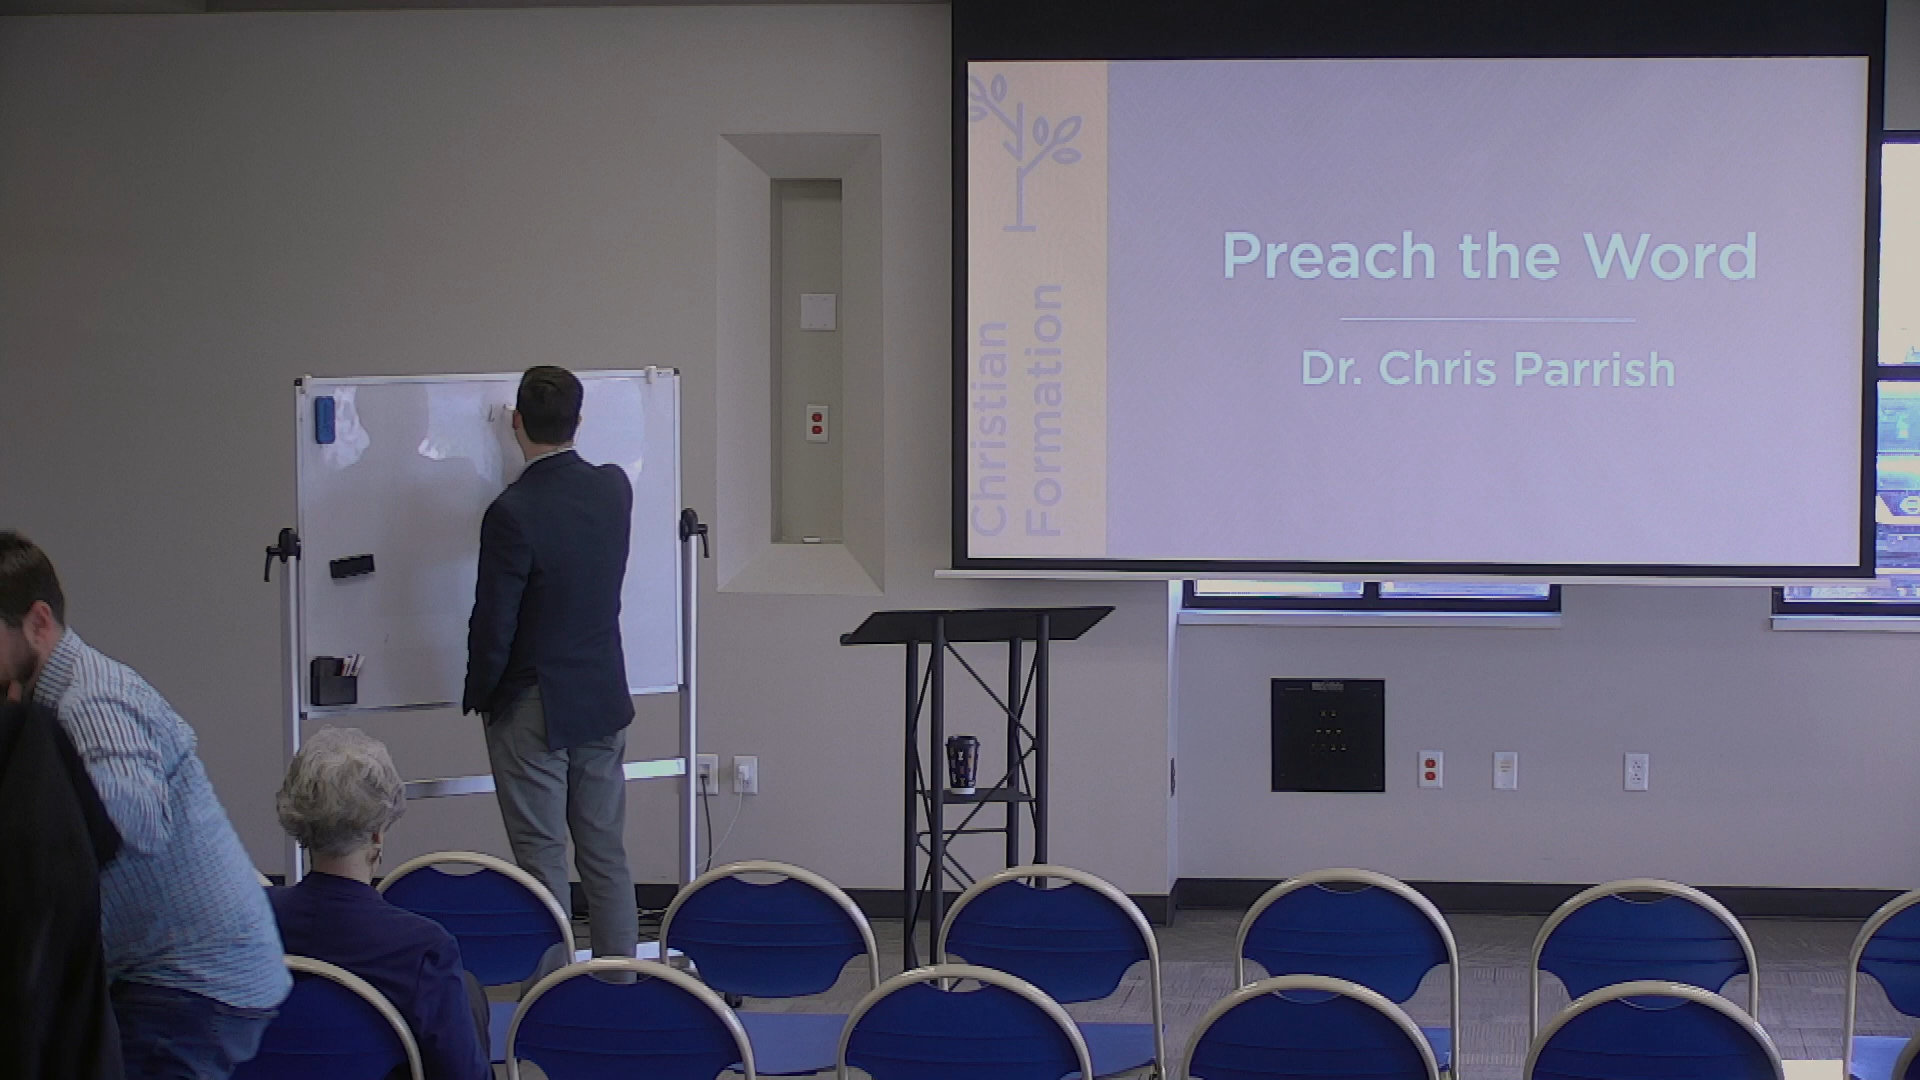 Preach the Word
Dr. Chris Parrish
Christian
Formation